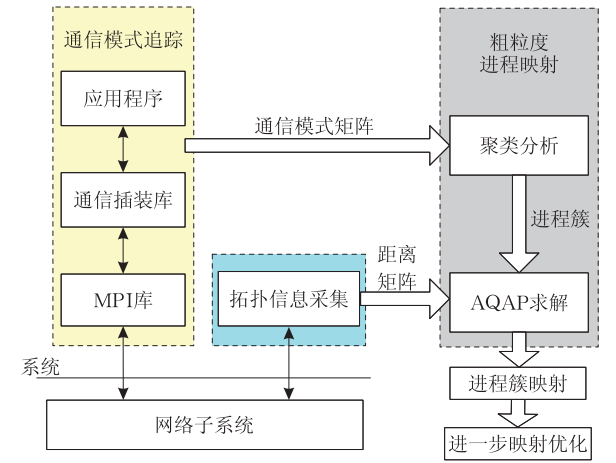 通信模式追踪
应用程序
通信插装库
MPI库
系统
网络子系统
通信模式矩阵
拓扑信息采集
距离
矩阵
粗粒度
进程映射
聚类分析
进程簇
AQAP求解
进程簇映射
进一步映射优化